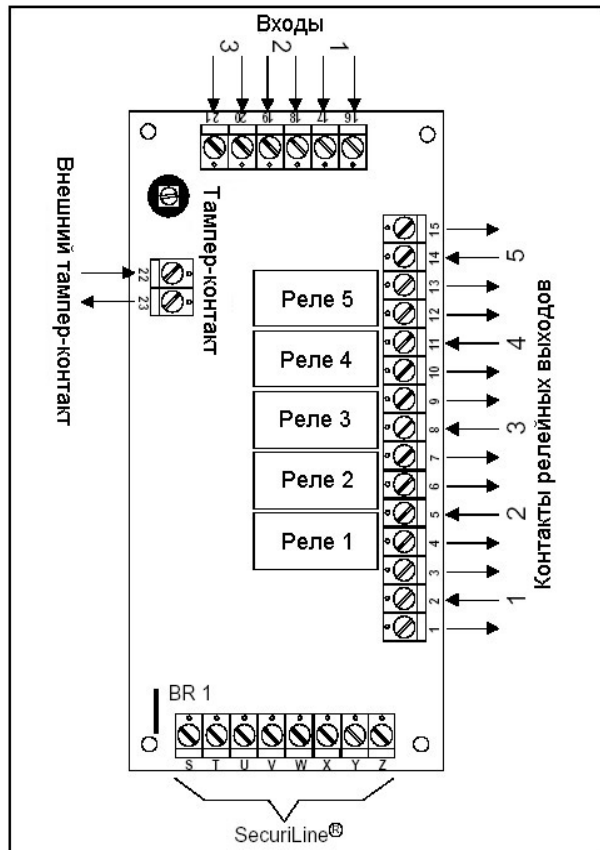 Входы
3 2 1
21 20 19 18 17 16
Внешний тампер-контакт
22
23
Тампер-контакт
Реле 5
Реле 4
Реле 3
Реле 2
Реле 1
15
14
13
12
11
10
9
8
7
6
5
4
3
2
1
5
4
3
2
1
Контакты релейных выходов
BR 1
S T U V W X Y Z
SecuriLine®